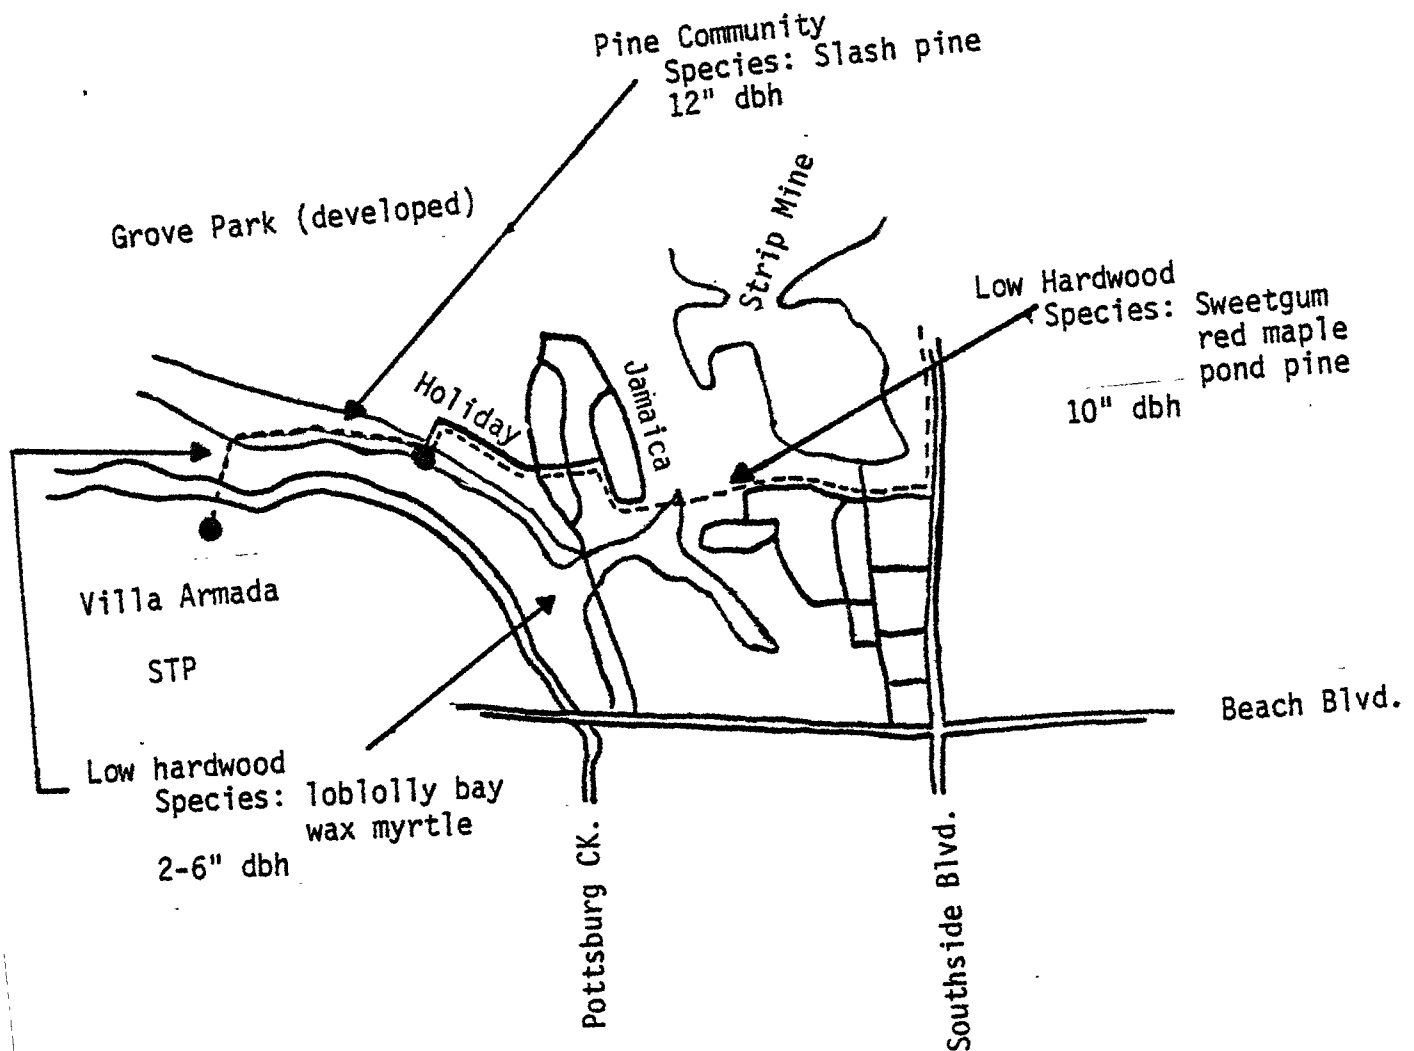 Pine Community
Species: Slash pine
12" dbh
Grove Park (developed)
Strip Mine
Low Hardwood
Species: Sweetgum
red maple
pond pine
10" dbh
Holiday
Jamaica
Villa Armada
STP
Beach Blvd.
Low hardwood
Species: loblolly bay
wax myrtle
2-6" dbh
Pottsburg CK.
Southside Blvd.